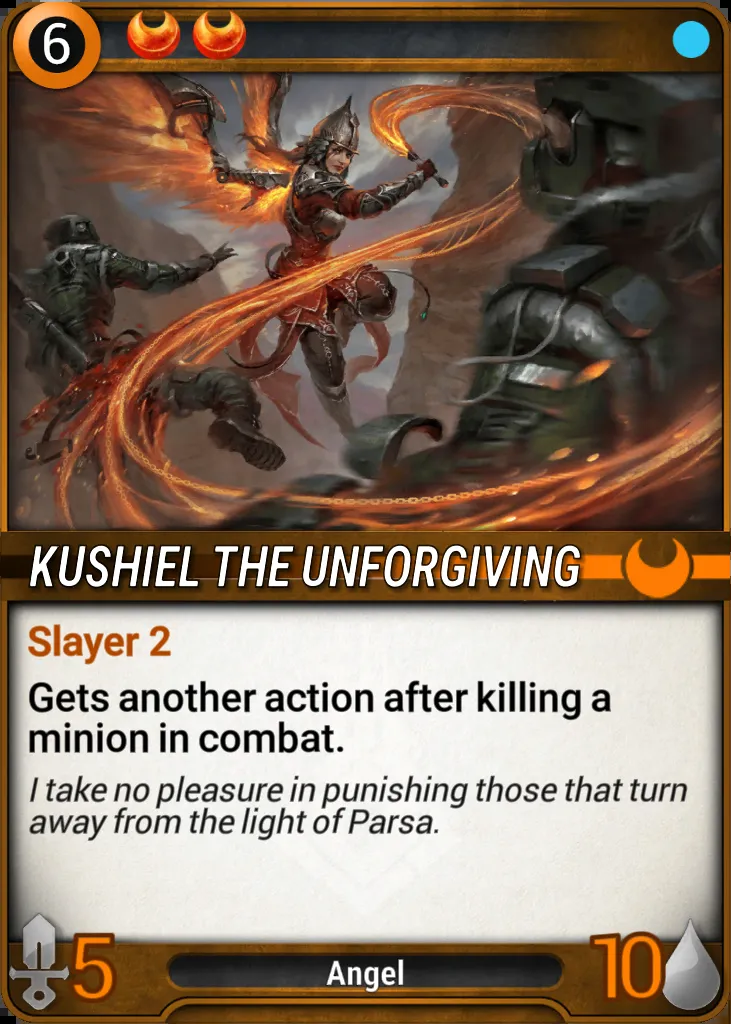 6
KUSHIEL THE UNFORGIVING
Slayer 2
Gets another action after killing a
minion in combat.
I take no pleasure in punishing those that turn
away from the light of Parsa.
5
Angel
10